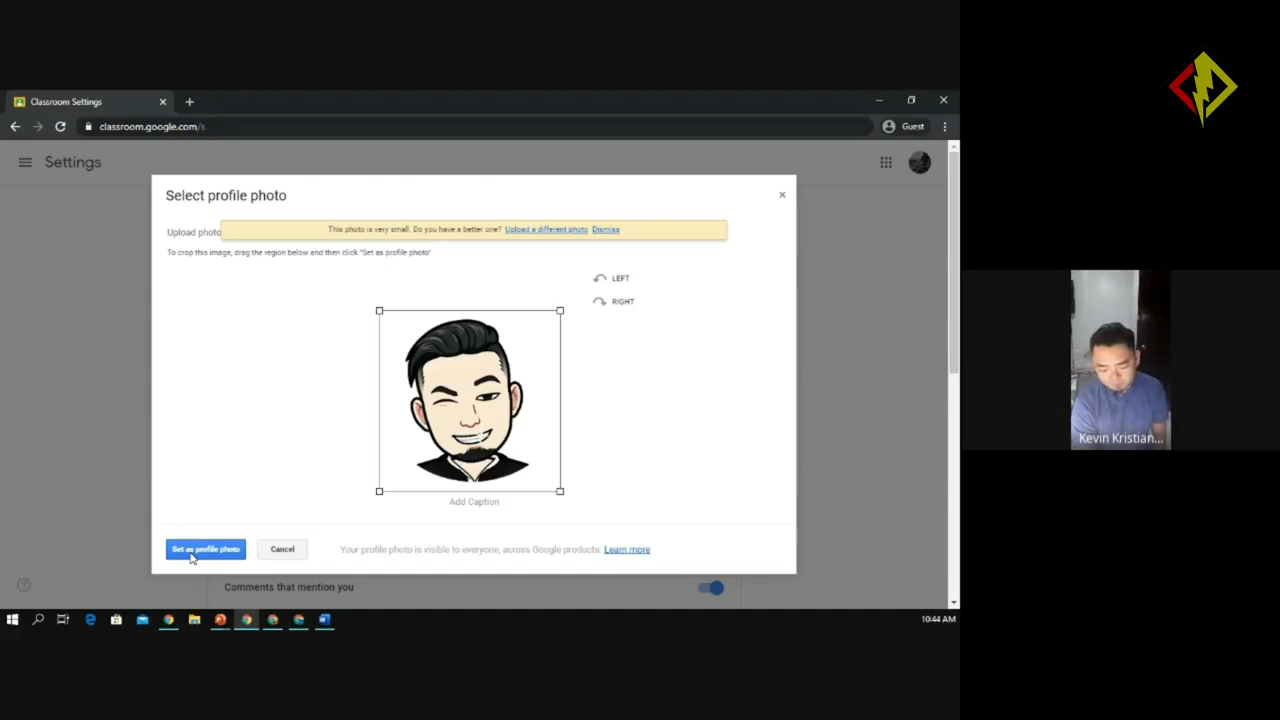 Classroom Settings
classroom.google.com/s
Guest
Settings
Select profile photo
Upload photo
This photo is very small. Do you have a better one? Upload a different photo Dismiss
To crop this image, drag the region below and then click "Set as profile photo"
LEFT
RIGHT
Add Caption
Set as profile photo
Cancel
Your profile photo is visible to everyone, across Google products. Learn more
Comments that mention you
10:44 AM
Kevin Kristian...